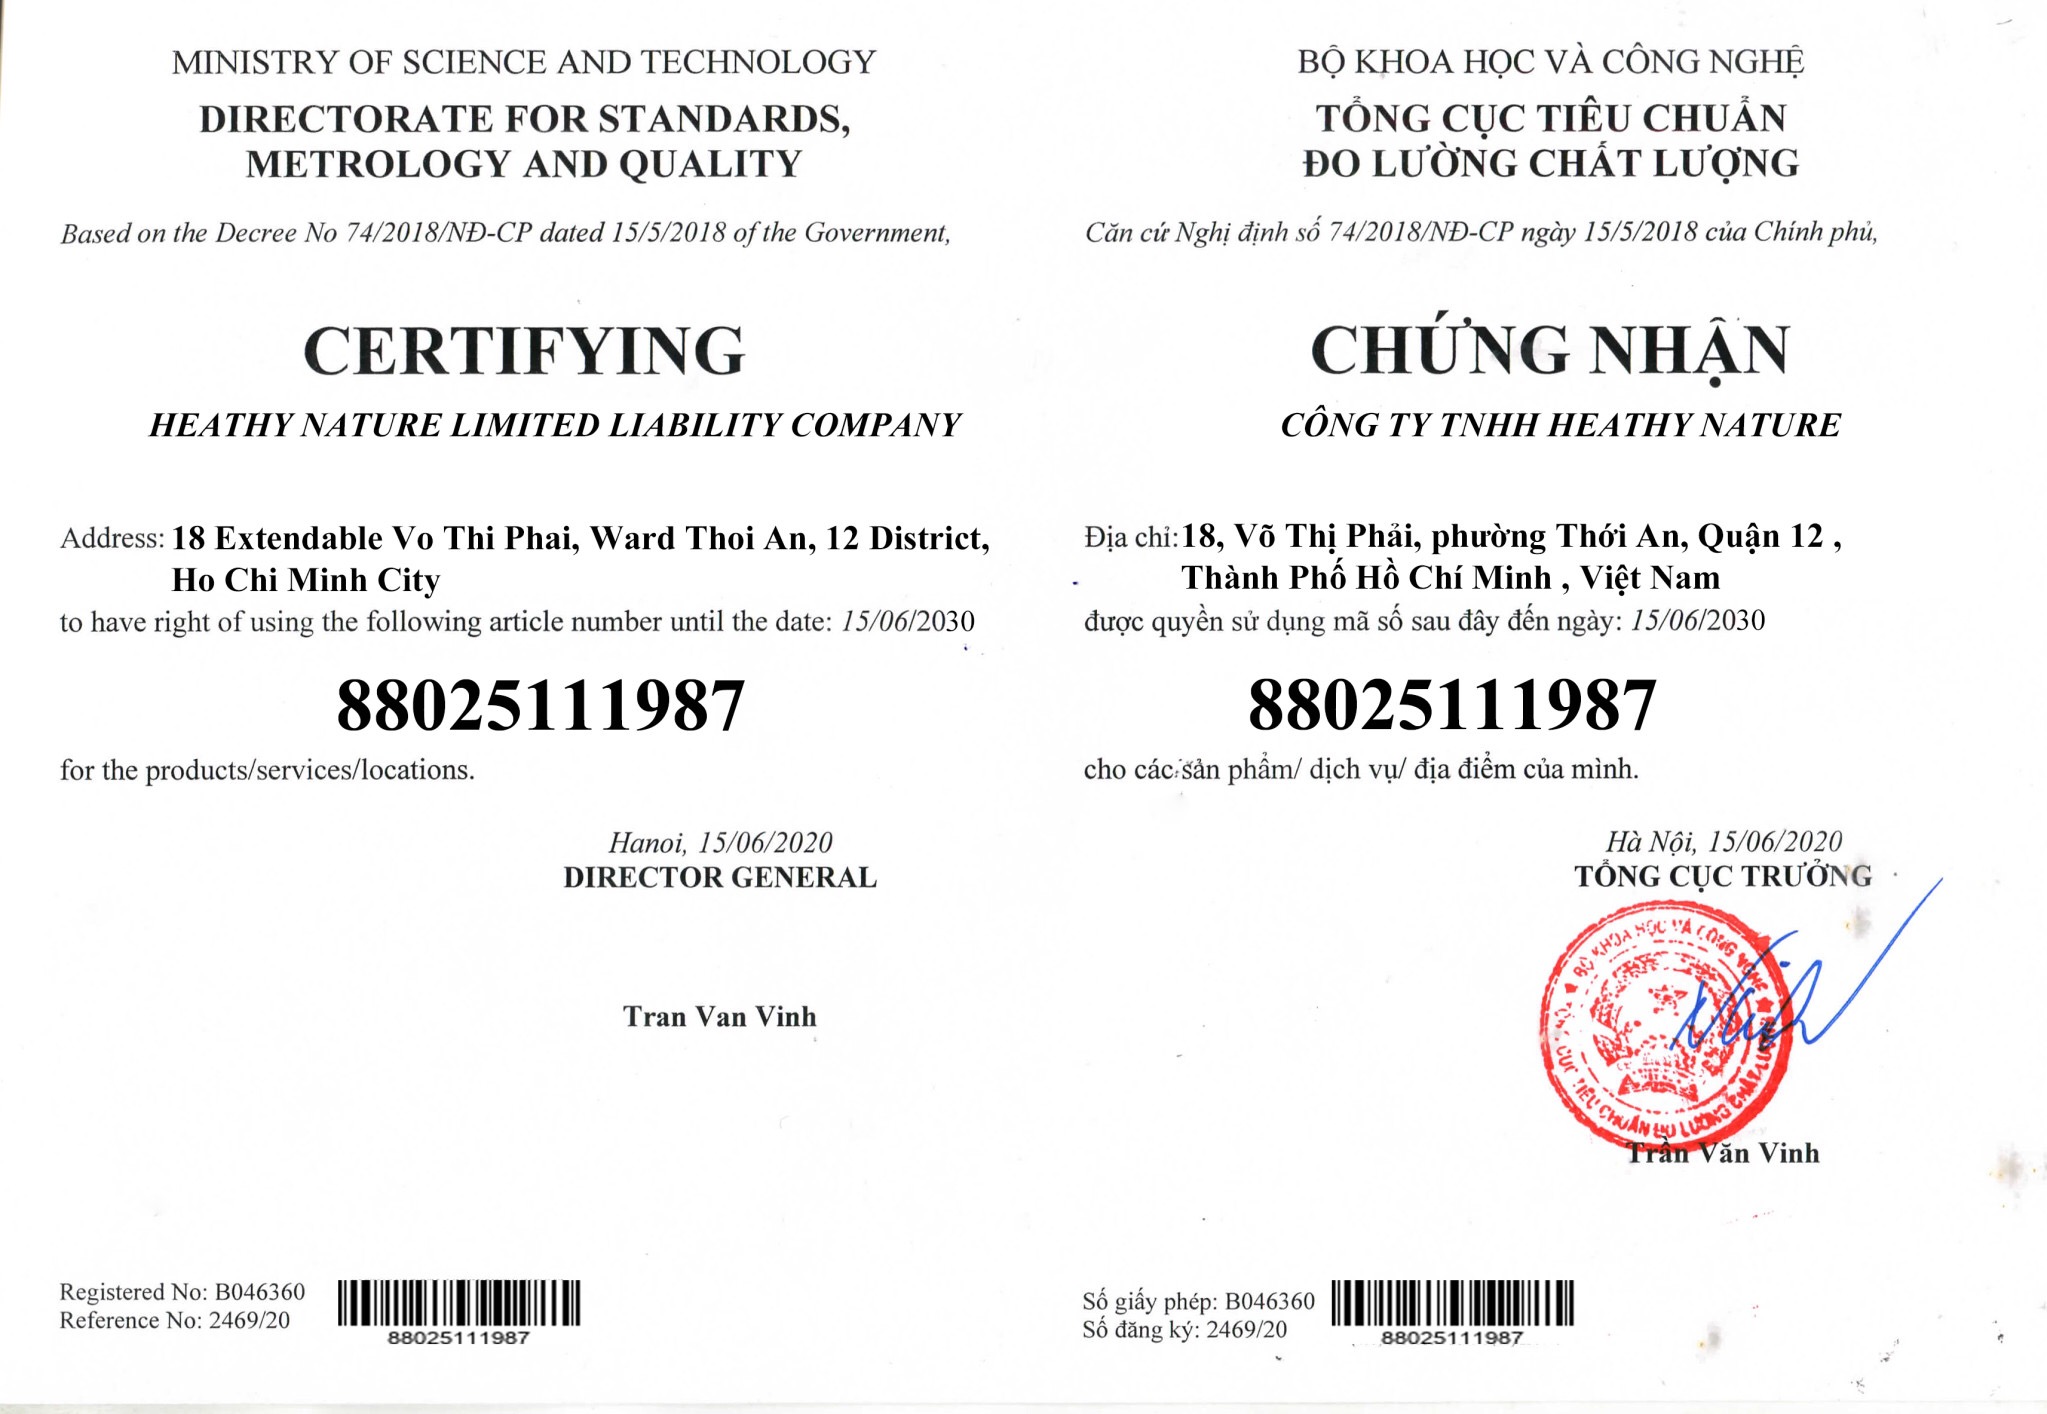 MINISTRY OF SCIENCE AND TECHNOLOGY
DIRECTORATE FOR STANDARDS,
METROLOGY AND QUALITY
Based on the Decree No 74/2018/NĐ-CP dated 15/5/2018 of the Government,
CERTIFYING
HEATHY NATURE LIMITED LIABILITY COMPANY
Address: 18 Extendable Vo Thi Phai, Ward Thoi An, 12 District,
Ho Chi Minh City
to have right of using the following article number until the date: 15/06/2030
88025111987
for the products/services/locations.
Hanoi, 15/06/2020
DIRECTOR GENERAL
Tran Van Vinh
Registered No: B046360
Reference No: 2469/20
88025111987
BỘ KHOA HỌC VÀ CÔNG NGHỆ
TỔNG CỤC TIÊU CHUẨN
ĐO LƯỜNG CHẤT LƯỢNG
Căn cứ Nghị định số 74/2018/NĐ-CP ngày 15/5/2018 của Chính phủ,
CHỨNG NHẬN
CÔNG TY TNHH HEATHY NATURE
Địa chỉ:18, Võ Thị Phải, phường Thới An, Quận 12 ,
Thành Phố Hồ Chí Minh , Việt Nam
được quyền sử dụng mã số sau đây đến ngày: 15/06/2030
88025111987
cho các sản phẩm/ dịch vụ/ địa điểm của mình.
Hà Nội, 15/06/2020
TỔNG CỤC TRƯỞNG
BỘ KHOA HỌC VÀ CÔNG NGHỆ
CỤC TIÊU CHUẨN ĐO LƯỜNG CHẤT LƯỢNG
Trần Văn Vinh
Số giấy phép: B046360
Số đăng ký: 2469/20
88025111987